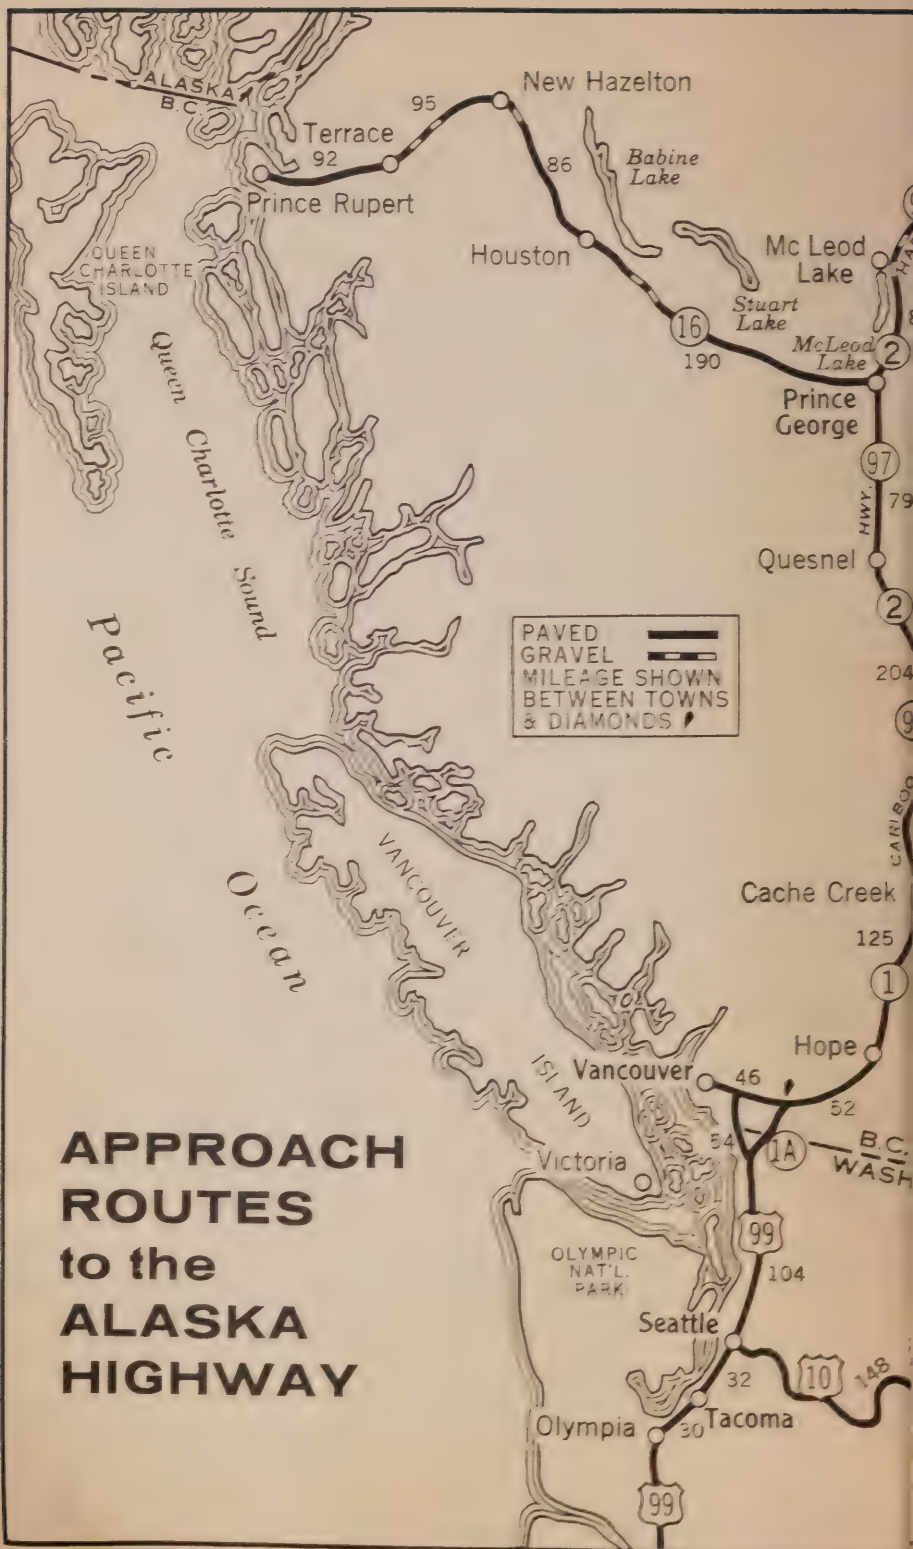 ALASKA
B.C.
New Hazelton
95
Terrace
92
Prince Rupert
86
Babine
Lake
QUEEN
CHARLOTTE
ISLAND
Houston
Mc Leod
Lake
Stuart
Lake
16
190
McLeod
Lake
2
Prince
George
97
HWY.
79
Queen Charlotte Sound
Quesnel
2
204
PAVED
GRAVEL
MILEAGE SHOWN
BETWEEN TOWNS
& DIAMONDS
Pacific
Ocean
CARIBOO
Cache Creek
125
1
VANCOUVER
ISLAND
Hope
Vancouver
46
52
54
1A
B.C.
WASH
Victoria
99
OLYMPIC
NAT'L.
PARK
104
Seattle
32
10
148
Olympia
30
Tacoma
99
APPROACH
ROUTES
to the
ALASKA
HIGHWAY